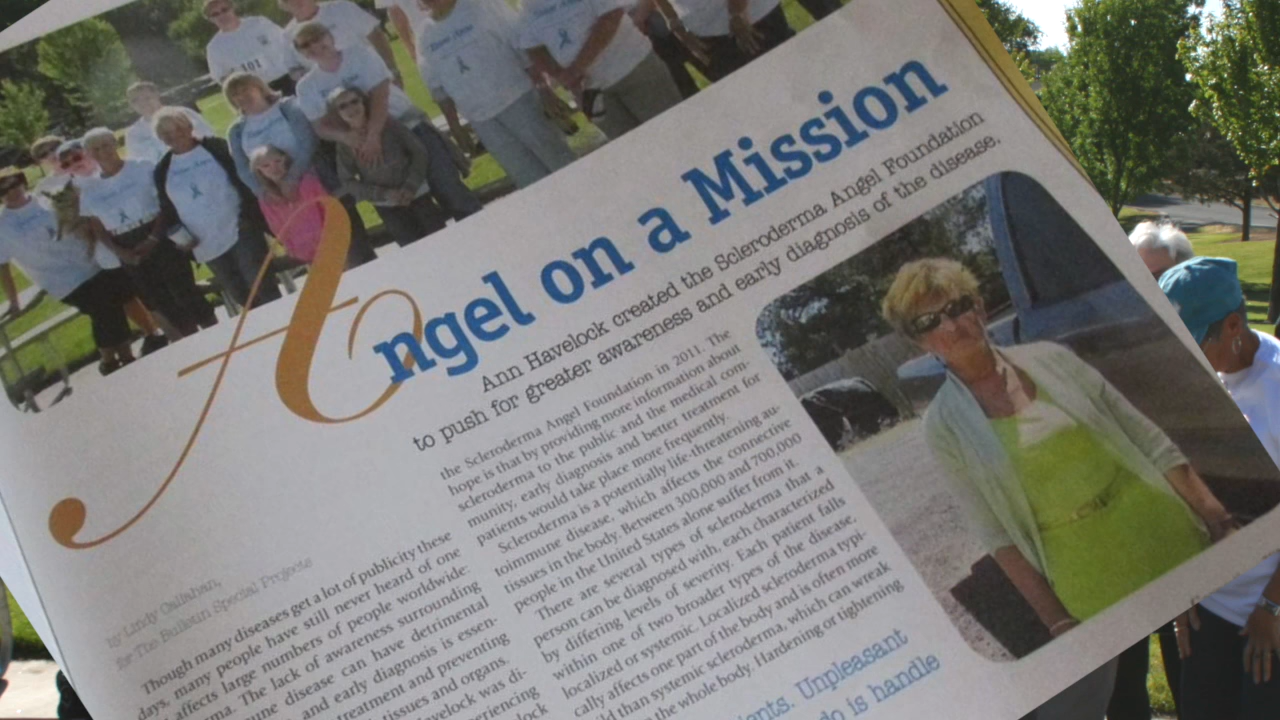 101
Angel on a Mission
Ann Havelock created the Scleroderma Angel Foundation
to push for greater awareness and early diagnosis of the disease.
by Lindy Callahan,
for The Bulletin Special Projects
Though many diseases get a lot of publicity these
days, many people have still never heard of one
affects large numbers of people worldwide:
The lack of awareness surrounding
disease can have detrimental
and early diagnosis is essen-
treatment and preventing
tissues and organs.
Havelock was di-
the Scleroderma Angel Foundation in 2011. The
hope is that by providing more information about
scleroderma to the public and the medical com-
munity, early diagnosis and better treatment for
patients would take place more frequently.
Scleroderma is a potentially life-threatening au-
toimmune disease, which affects the connective
tissues in the body. Between 300,000 and 700,000
people in the United States alone suffer from it.
There are several types of scleroderma that a
person can be diagnosed with, each characterized
by differing levels of severity. Each patient falls
within one of two broader types of the disease,
localized or systemic. Localized scleroderma typi-
cally affects one part of the body and is often more
than systemic scleroderma, which can wreak
the whole body. Hardening or tightening
Unpleasant
do is handle